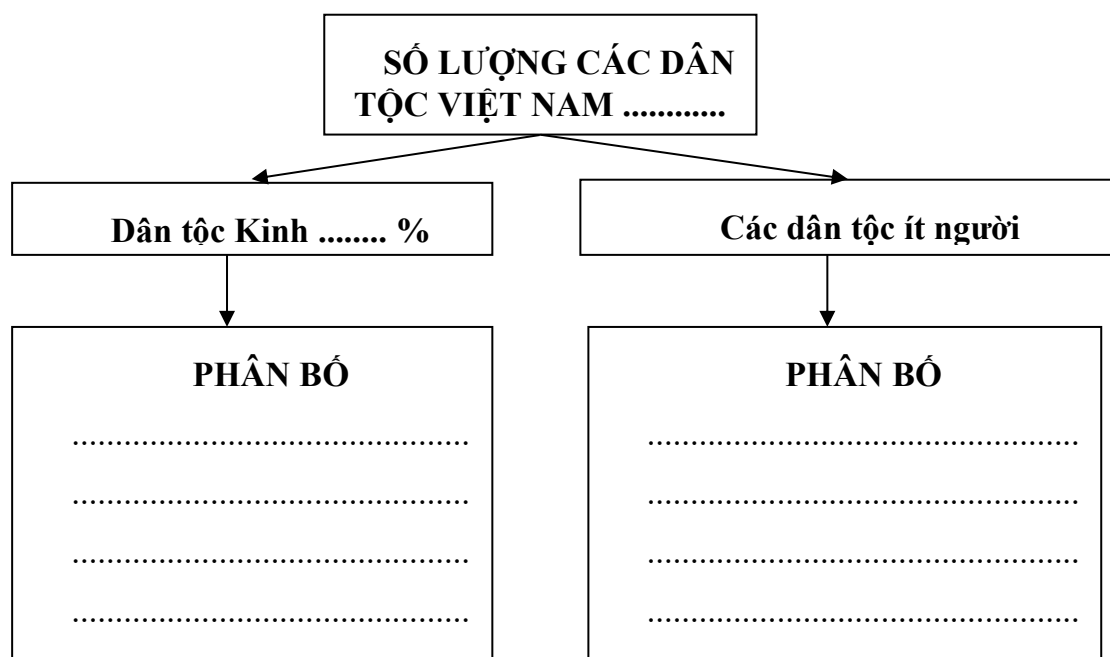 SỐ LƯỢNG CÁC DÂN
TỘC VIỆT NAM ............
Dân tộc Kinh ........ %
Các dân tộc ít người
PHÂN BỐ
..............................................
..............................................
..............................................
..............................................
PHÂN BỐ
..................................................
..................................................
..................................................
..................................................